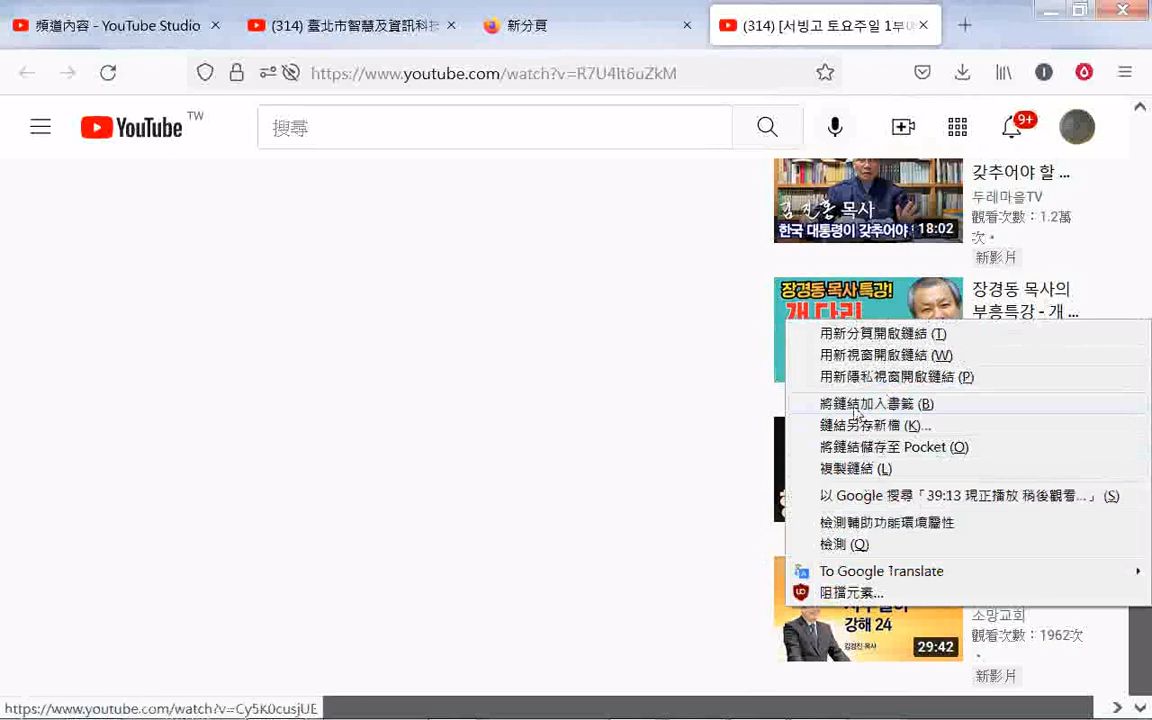 頻道內容 - YouTube Studio
(314) 臺北市智慧及資訊科技
新分頁
(314) [서빙고 토요주일 1부예
https://www.youtube.com/watch?v=R7U4lt6uZkM
YouTube TW
搜尋
9+
김진홍 목사
한국 대통령이 갖추어야
18:02
갖추어야 할 ...
두레마을TV
觀看次數：1.2萬
次・
新影片
장경동 목사 특강!
개 다리
장경동 목사의
부흥특강 - 개 ...
用新分頁開啟鏈結 (T)
用新視窗開啟鏈結 (W)
用新隱私視窗開啟鏈結 (P)
將鏈結加入書籤 (B)
鏈結另存新檔 (K)...
將鏈結儲存至 Pocket (O)
複製鏈結 (L)
以 Google 搜尋「39:13 現正播放 稍後觀看...」 (S)
檢測輔助功能環境屬性
檢測 (Q)
To Google Translate
阻擋元素...
강해 24
김경진 목사
29:42
소망교회
觀看次數：1962次
・
新影片
https://www.youtube.com/watch?v=Cy5K0cusjUE